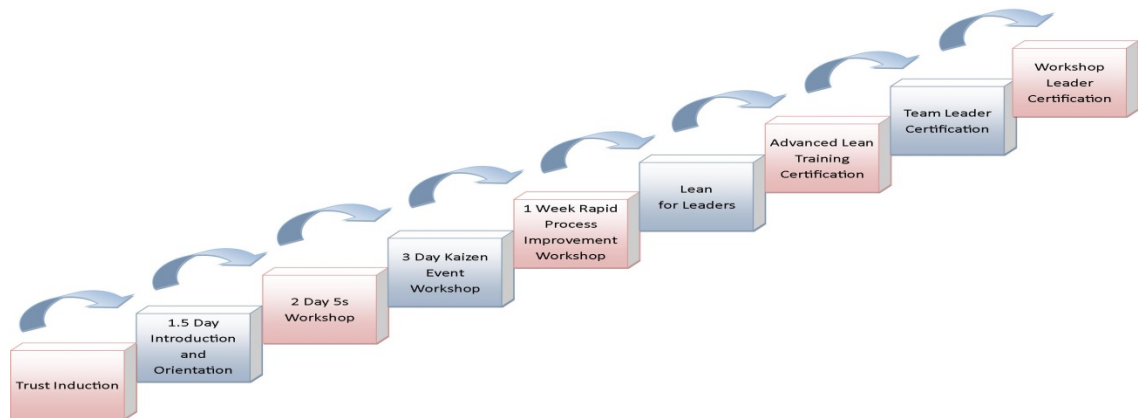 Trust Induction
1.5 Day
Introduction
and
Orientation
2 Day 5s
Workshop
3 Day Kaizen
Event
Workshop
1 Week Rapid
Process
Improvement
Workshop
Lean
for Leaders
Advanced Lean
Training
Certification
Team Leader
Certification
Workshop
Leader
Certification